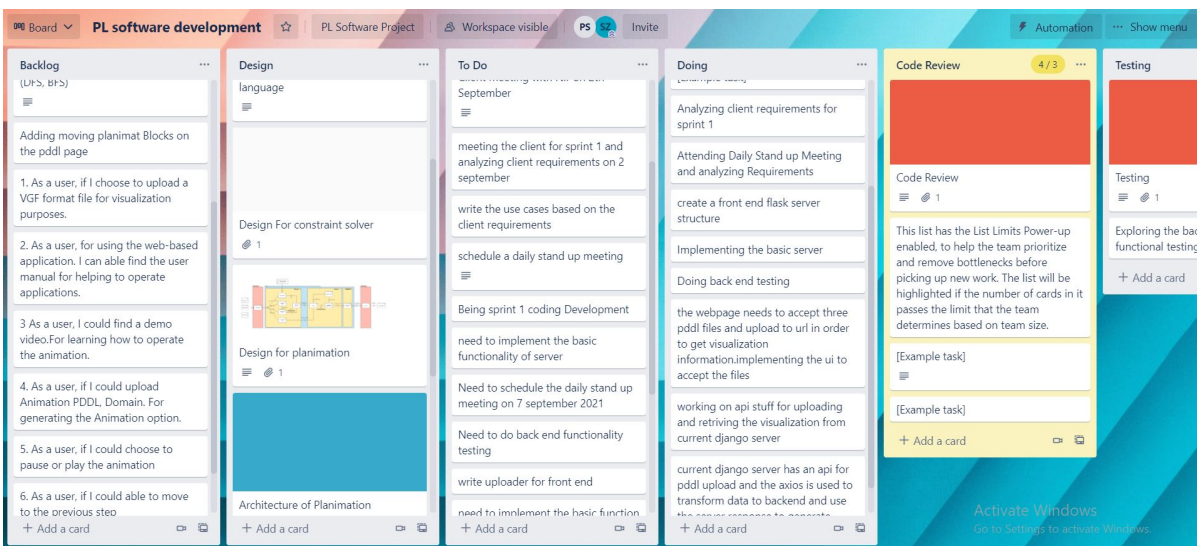 Board
PL software development
PL Software Project
Workspace visible
PS
SZ
Invite
Automation
Show menu
Backlog
(DFS, BFS)
Adding moving planimat Blocks on
the pddl page
1. As a user, if I choose to upload a
VGF format file for visualization
purposes.
2. As a user, for using the web-based
application. I can able find the user
manual for helping to operate
applications.
3 As a user, I could find a demo
video.For learning how to operate
the animation.
4. As a user, if I could upload
Animation PDDL, Domain. For
generating the Animation option.
5. As a user, if I could choose to
pause or play the animation
6. As a user, if I could able to move
to the previous step
+ Add a card
Design
language
Design For constraint solver
1
Design for planimation
1
Architecture of Planimation
+ Add a card
To Do
September
meeting the client for sprint 1 and
analyzing client requirements on 2
september
write the use cases based on the
client requirements
schedule a daily stand up meeting
Being sprint 1 coding Development
need to implement the basic
functionality of server
Need to schedule the daily stand up
meeting on 7 september 2021
Need to do back end functionality
testing
write uploader for front end
need to implement the basic function
+ Add a card
Doing
[Example task]
Analyzing client requirements for
sprint 1
Attending Daily Stand up Meeting
and analyzing Requirements
create a front end flask server
structure
Implementing the basic server
Doing back end testing
the webpage needs to accept three
pddl files and upload to url in order
to get visualization
information.implementing the ui to
accept the files
working on api stuff for uploading
and retriving the visualization from
current django server
current django server has an api for
pddl upload and the axios is used to
transform data to backend and use
the server response to generate
+ Add a card
Code Review
4 / 3
Code Review
1
This list has the List Limits Power-up
enabled, to help the team prioritize
and remove bottlenecks before
picking up new work. The list will be
highlighted if the number of cards in it
passes the limit that the team
determines based on team size.
[Example task]
[Example task]
+ Add a card
Testing
Testing
1
Exploring the bac
functional testing
+ Add a card
Activate Windows
Go to Settings to activate Windows.